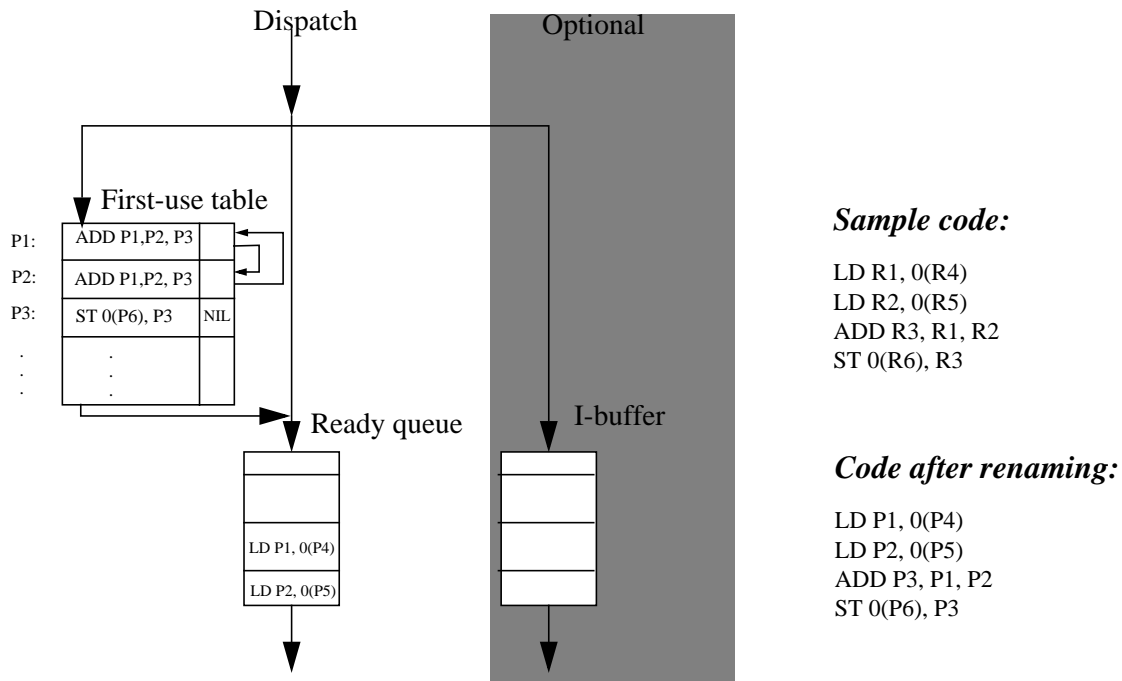 Dispatch
Optional
First-use table
P1: ADD P1,P2, P3
P2: ADD P1,P2, P3
P3: ST 0(P6), P3 NIL
. .
. .
. .
Ready queue
I-buffer
LD P1, 0(P4)
LD P2, 0(P5)
Sample code:
LD R1, 0(R4)
LD R2, 0(R5)
ADD R3, R1, R2
ST 0(R6), R3
Code after renaming:
LD P1, 0(P4)
LD P2, 0(P5)
ADD P3, P1, P2
ST 0(P6), P3